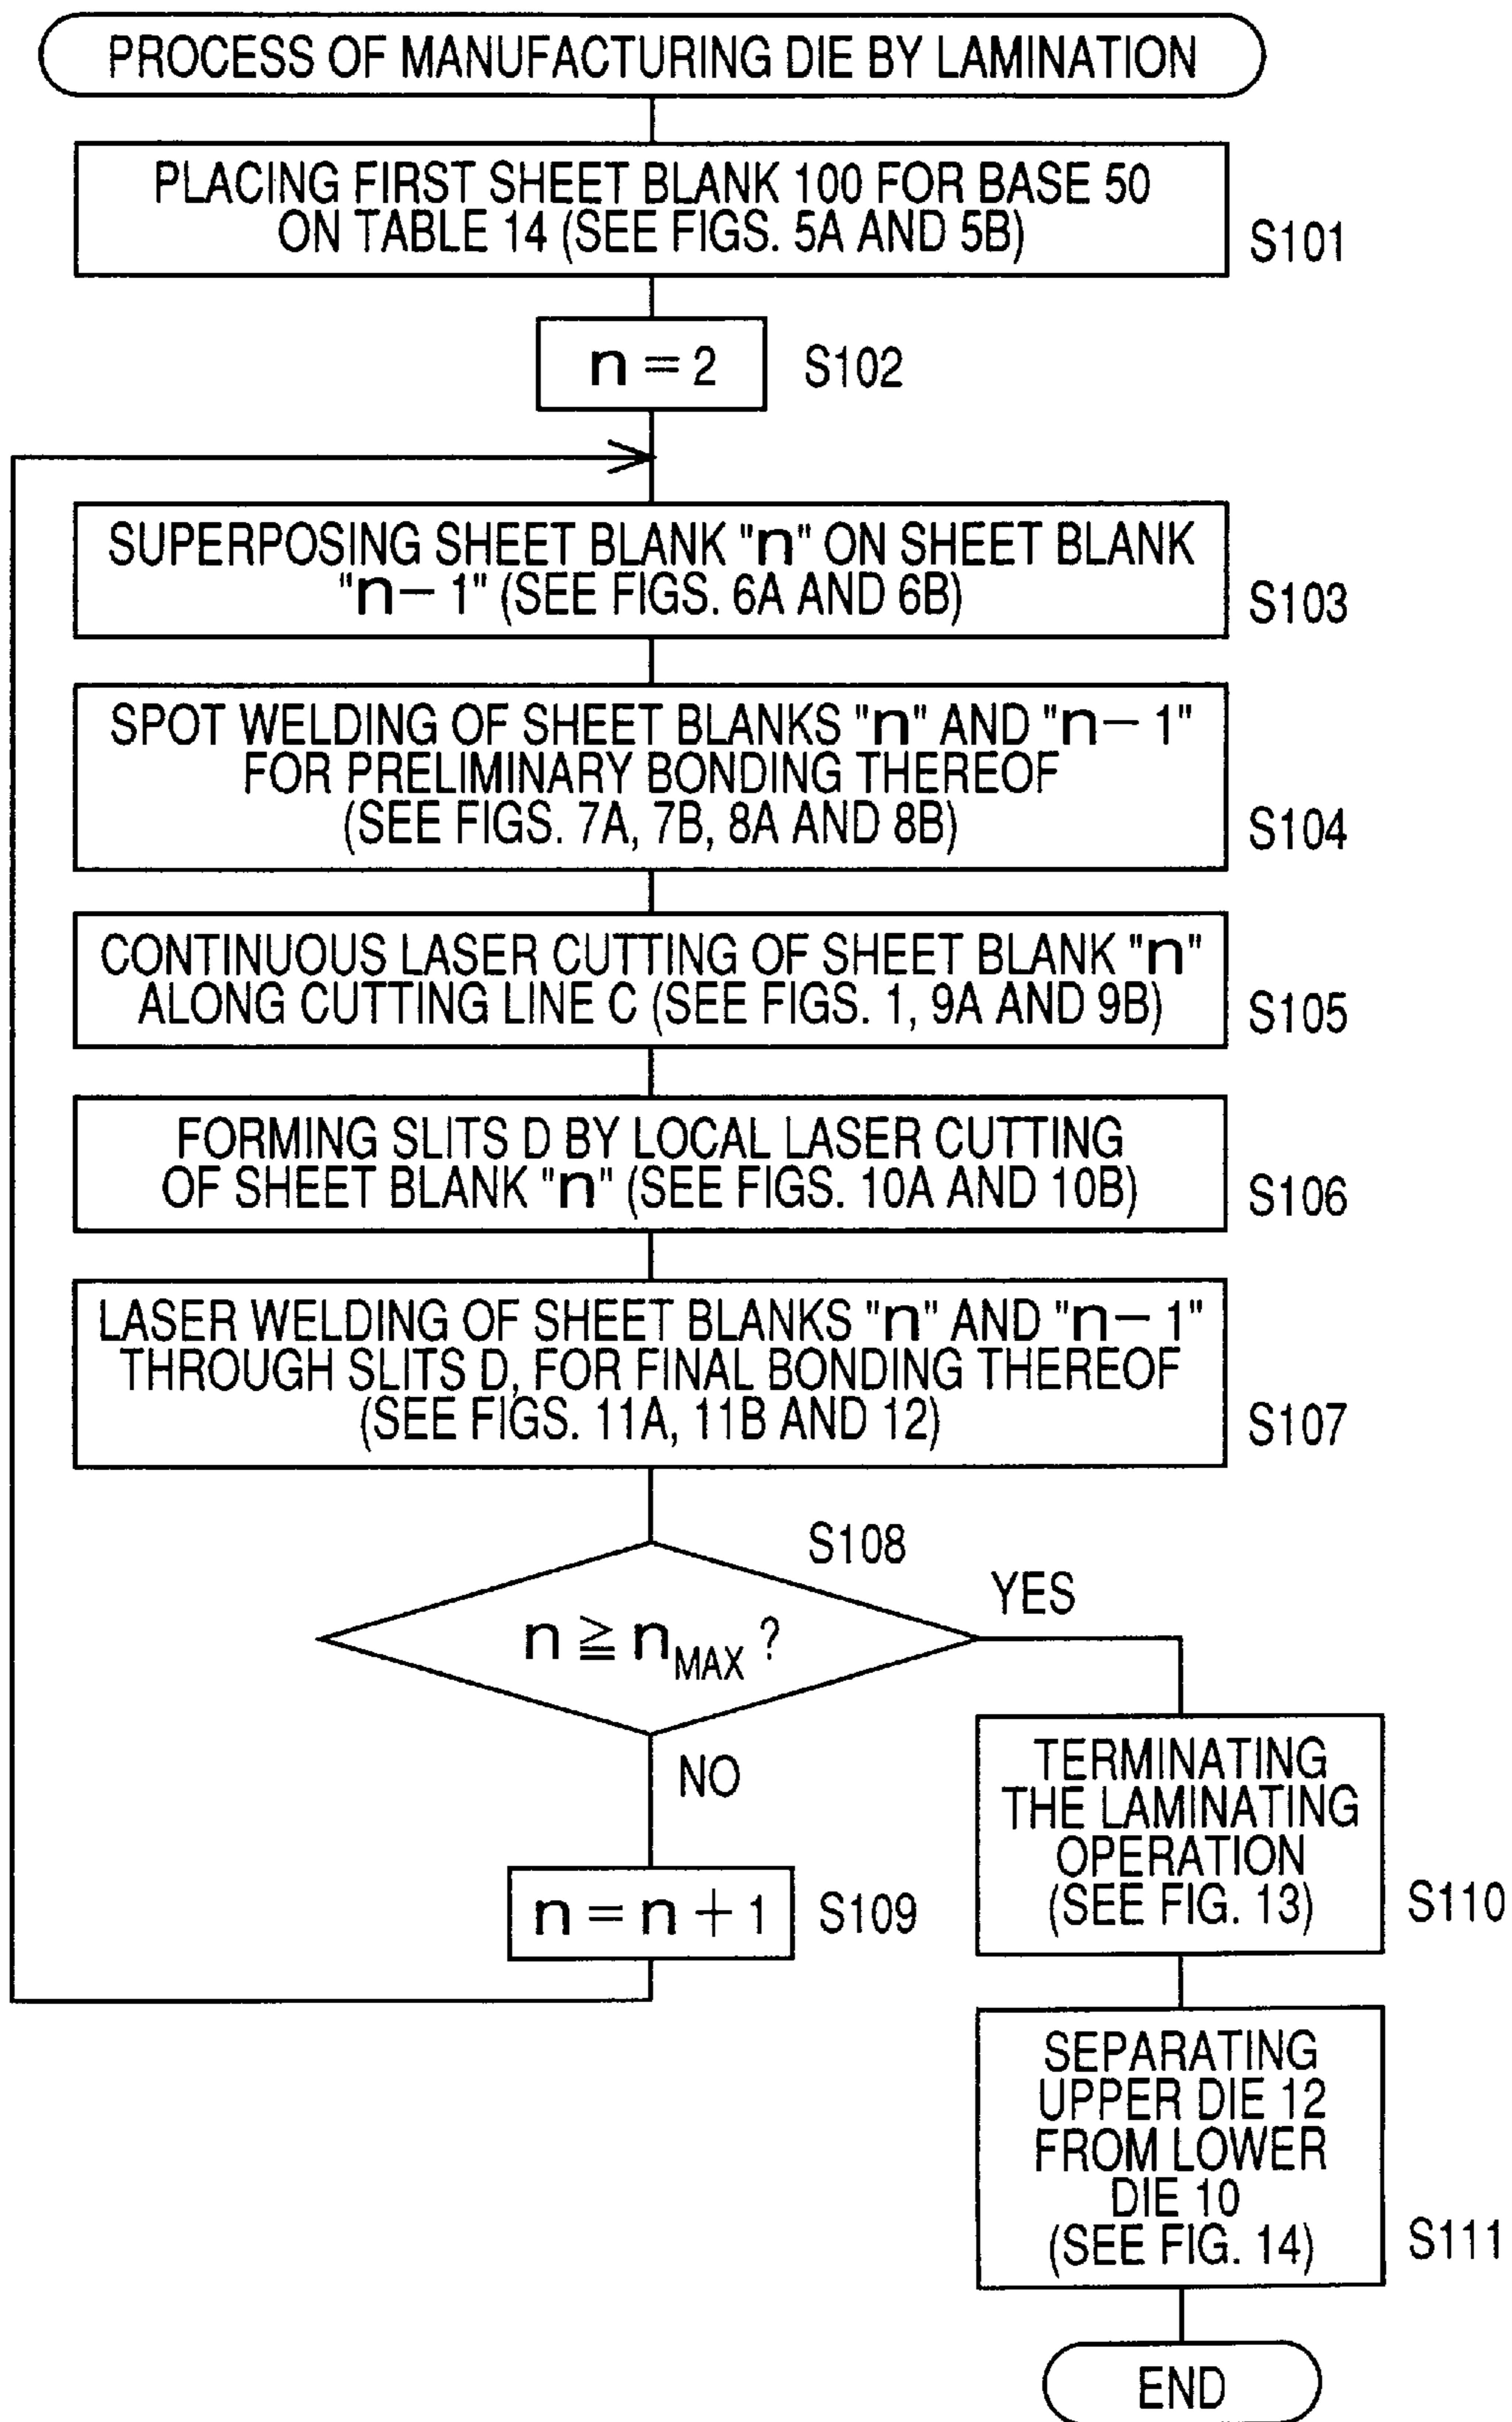 PROCESS OF MANUFACTURING DIE BY LAMINATION
PLACING FIRST SHEET BLANK 100 FOR BASE 50
ON TABLE 14 (SEE FIGS. 5A AND 5B)
S101
n = 2
S102
SUPERPOSING SHEET BLANK "n" ON SHEET BLANK
"n- 1" (SEE FIGS. 6A AND 6B)
S103
SPOT WELDING OF SHEET BLANKS "n" AND "n- 1"
FOR PRELIMINARY BONDING THEREOF
(SEE FIGS. 7A, 7B, 8A AND 8B)
S104
CONTINUOUS LASER CUTTING OF SHEET BLANK "n"
ALONG CUTTING LINE C (SEE FIGS. 1, 9A AND 9B)
S105
FORMING SLITS D BY LOCAL LASER CUTTING
OF SHEET BLANK "n" (SEE FIGS. 10A AND 10B)
S106
LASER WELDING OF SHEET BLANKS "n" AND "n- 1"
THROUGH SLITS D, FOR FINAL BONDING THEREOF
(SEE FIGS. 11A, 11B AND 12)
S107
S108
n ≧ nMAX ?
YES
NO
n = n + 1
S109
TERMINATING
THE LAMINATING
OPERATION
(SEE FIG. 13)
S110
SEPARATING
UPPER DIE 12
FROM LOWER
DIE 10
(SEE FIG. 14)
S111
END